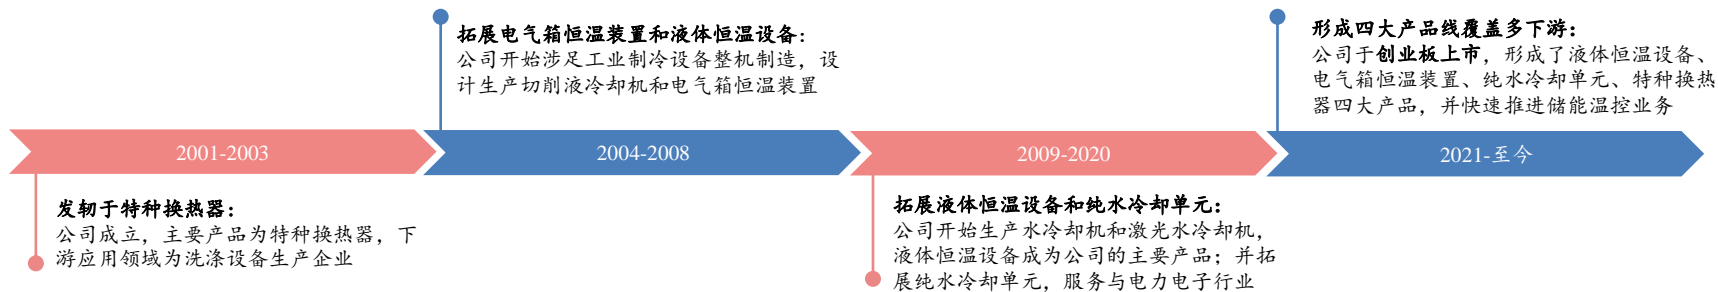 2001-2003
发轫于特种换热器：
公司成立，主要产品为特种换热器，下
游应用领域为洗涤设备生产企业
拓展电气箱恒温装置和液体恒温设备：
公司开始涉足工业制冷设备整机制造，设
计生产切削液冷却机和电气箱恒温装置
2004-2008
2009-2020
拓展液体恒温设备和纯水冷却单元：
公司开始生产水冷却机和激光水冷却机，
液体恒温设备成为公司的主要产品；并拓
展纯水冷却单元，服务与电力电子行业
形成四大产品线覆盖多下游：
公司于创业板上市，形成了液体恒温设备、
电气箱恒温装置、纯水冷却单元、特种换热
器四大产品，并快速推进储能温控业务
2021-至今